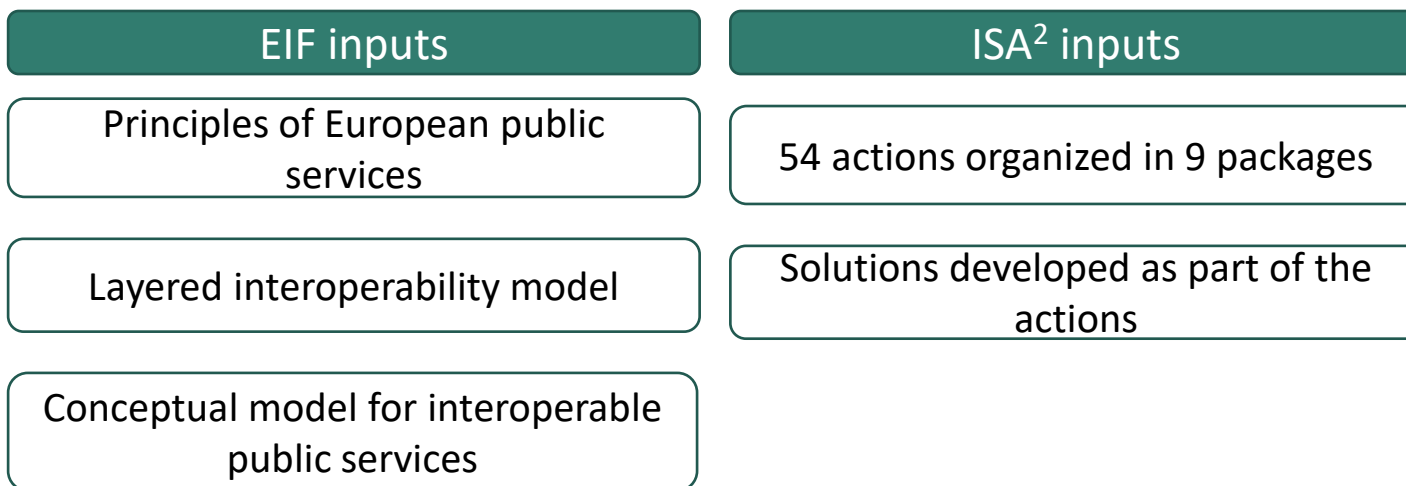 EIF inputs
Principles of European public
services
Layered interoperability model
Conceptual model for interoperable
public services
ISA² inputs
54 actions organized in 9 packages
Solutions developed as part of the
actions